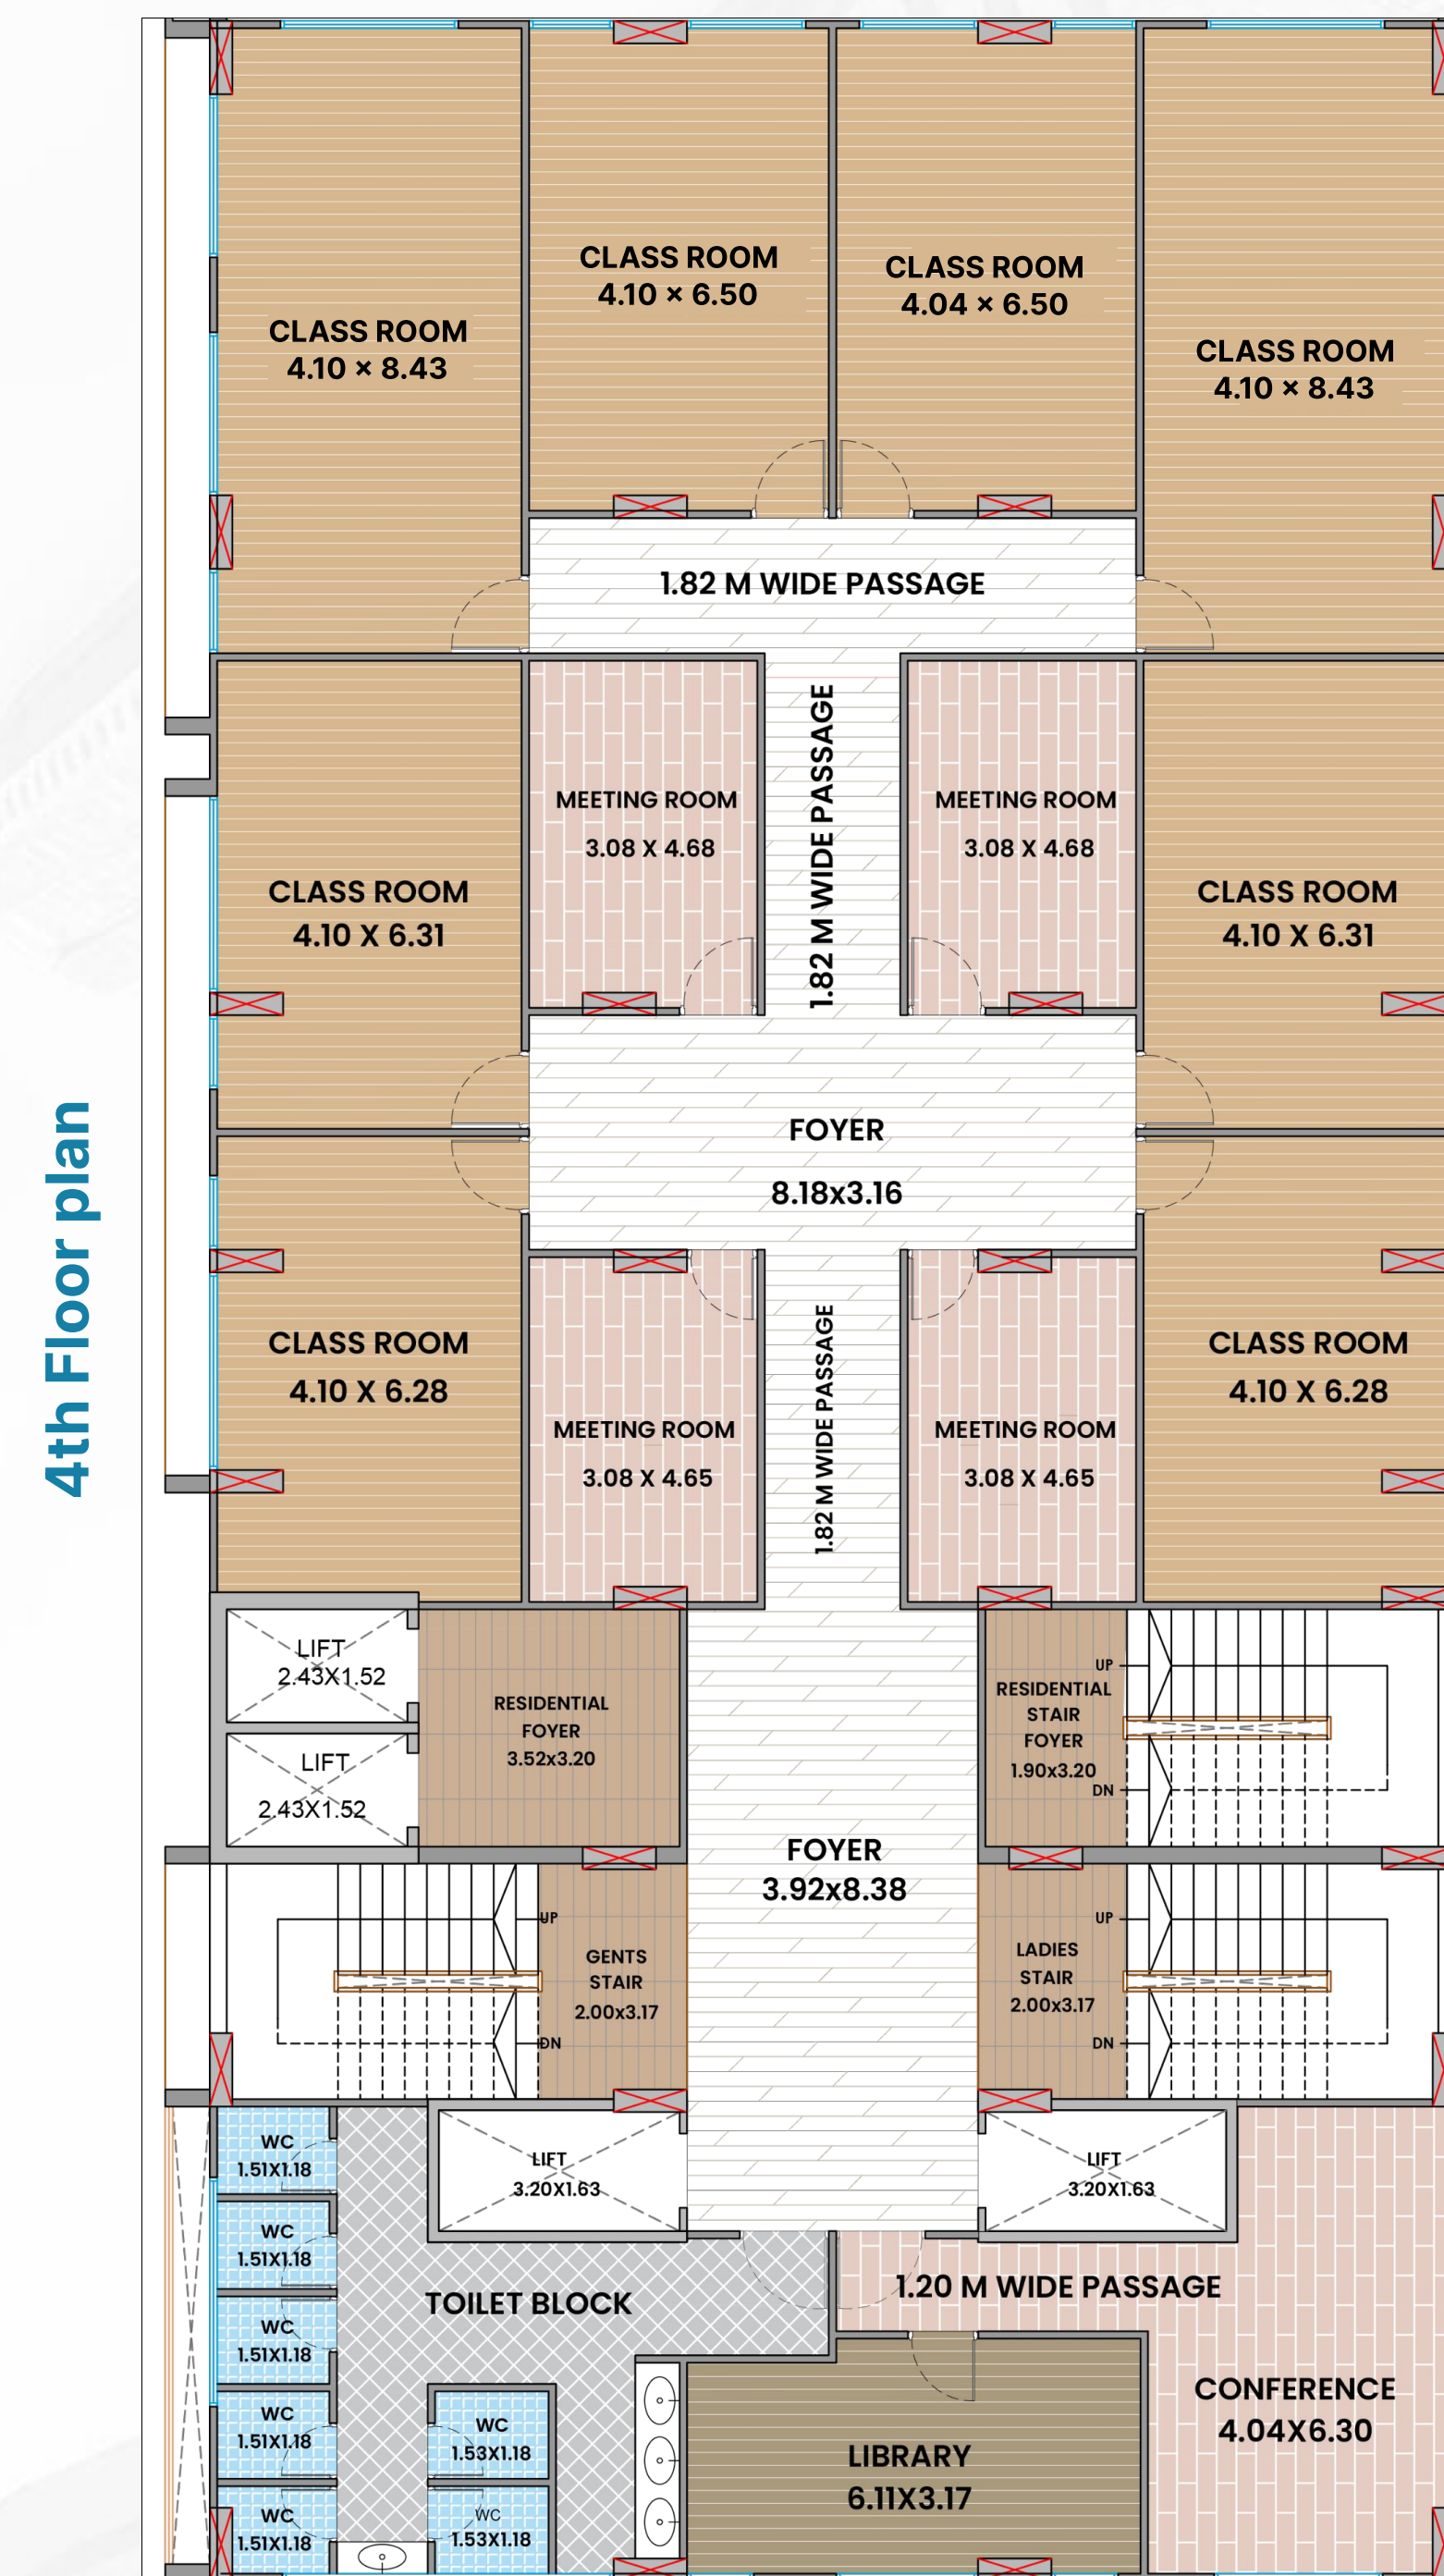 4th Floor plan
CLASS ROOM
4.10 × 6.50
CLASS ROOM
4.04 × 6.50
CLASS ROOM
4.10 × 8.43
CLASS ROOM
4.10 × 8.43
1.82 M WIDE PASSAGE
1.82 M WIDE PASSAGE
MEETING ROOM
3.08 X 4.68
MEETING ROOM
3.08 X 4.68
CLASS ROOM
4.10 X 6.31
CLASS ROOM
4.10 X 6.31
FOYER
8.18x3.16
CLASS ROOM
4.10 X 6.28
1.82 M WIDE PASSAGE
CLASS ROOM
4.10 X 6.28
MEETING ROOM
3.08 X 4.65
MEETING ROOM
3.08 X 4.65
LIFT
2.43X1.52
RESIDENTIAL
FOYER
3.52x3.20
UP
RESIDENTIAL
STAIR
FOYER
1.90x3.20
DN
LIFT
2.43X1.52
FOYER
3.92x8.38
UP
GENTS
STAIR
2.00x3.17
DN
UP
LADIES
STAIR
2.00x3.17
DN
WC
1.51X1.18
LIFT
3.20X1.63
LIFT
3.20X1.63
WC
1.51X1.18
TOILET BLOCK
1.20 M WIDE PASSAGE
WC
1.51X1.18
CONFERENCE
4.04X6.30
WC
1.51X1.18
WC
1.53X1.18
LIBRARY
6.11X3.17
WC
1.51X1.18
WC
1.53X1.18